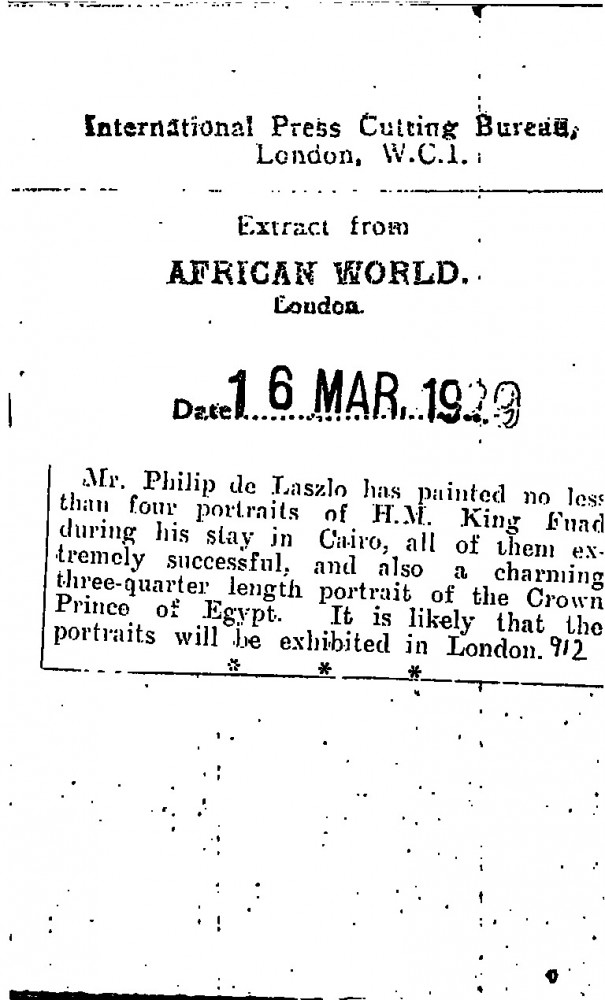 International Press Cutting Bureau,
London, W.C.1.
Extract from
AFRICAN WORLD.
London.
Date 16 MAR. 1929
Mr. Philip de Laszlo has painted no less
than four portraits of H.M. King Fuad
during his stay in Cairo, all of them ex-
tremely successful, and also a charming
three-quarter length portrait of the Crown
Prince of Egypt. It is likely that the
portraits will be exhibited in London. 912
* * *